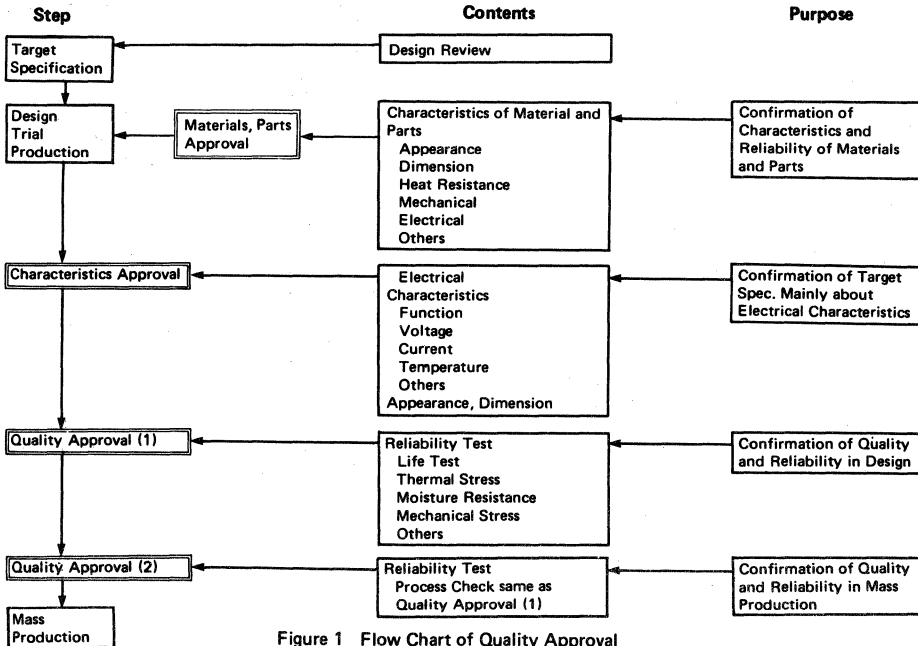 Step
Contents
Purpose
Target
Specification
Design Review
Design
Trial
Production
Materials, Parts
Approval
Characteristics of Material and
Parts
Appearance
Dimension
Heat Resistance
Mechanical
Electrical
Others
Confirmation of
Characteristics and
Reliability of Materials
and Parts
Characteristics Approval
Electrical
Characteristics
Function
Voltage
Current
Temperature
Others
Appearance, Dimension
Confirmation of Target
Spec. Mainly about
Electrical Characteristics
Quality Approval (1)
Reliability Test
Life Test
Thermal Stress
Moisture Resistance
Mechanical Stress
Others
Confirmation of Quality
and Reliability in Design
Quality Approval (2)
Reliability Test
Process Check same as
Quality Approval (1)
Confirmation of Quality
and Reliability in Mass
Production
Mass
Production
Figure 1 Flow Chart of Quality Approval